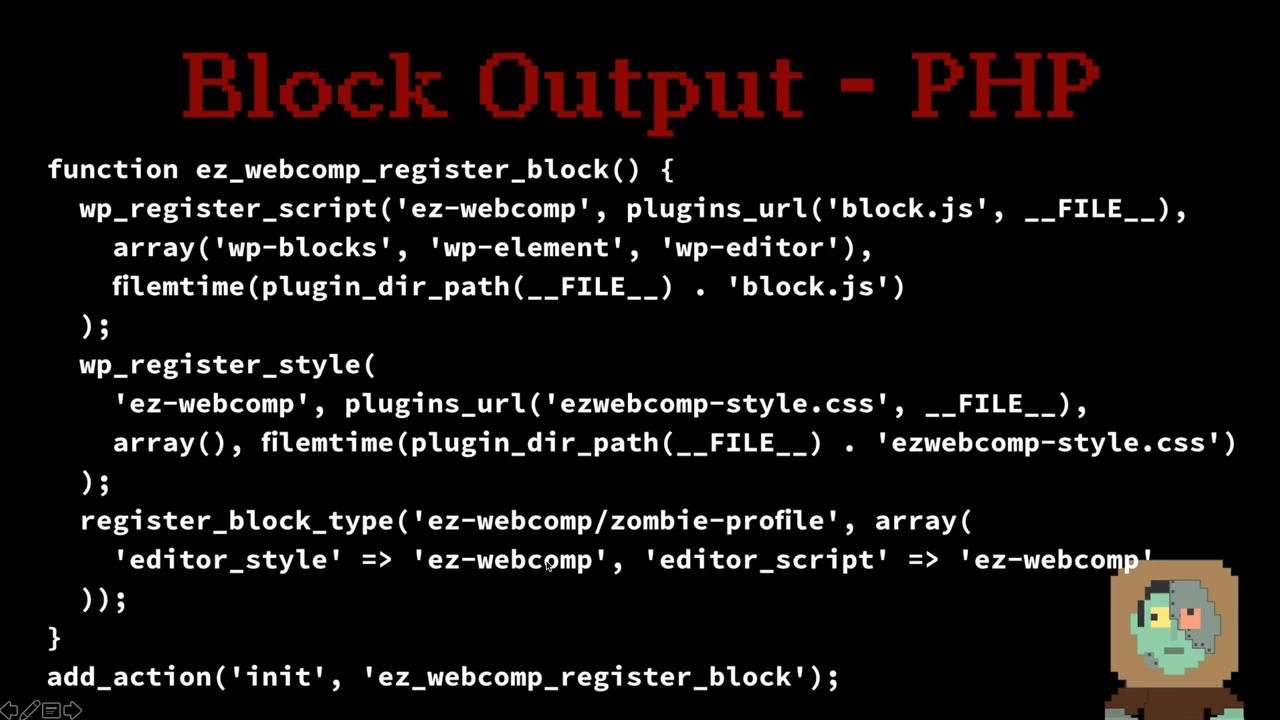 Block Output - PHP
function ez_webcomp_register_block() {
wp_register_script('ez-webcomp', plugins_url('block.js', __FILE__),
array('wp-blocks', 'wp-element', 'wp-editor'),
filemtime(plugin_dir_path(__FILE__) . 'block.js')
);
wp_register_style(
'ez-webcomp', plugins_url('ezwebcomp-style.css', __FILE__),
array(), filemtime(plugin_dir_path(__FILE__) . 'ezwebcomp-style.css')
);
register_block_type('ez-webcomp/zombie-profile', array(
'editor_style' => 'ez-webcomp', 'editor_script' => 'ez-webcomp'
));
}
add_action('init', 'ez_webcomp_register_block');